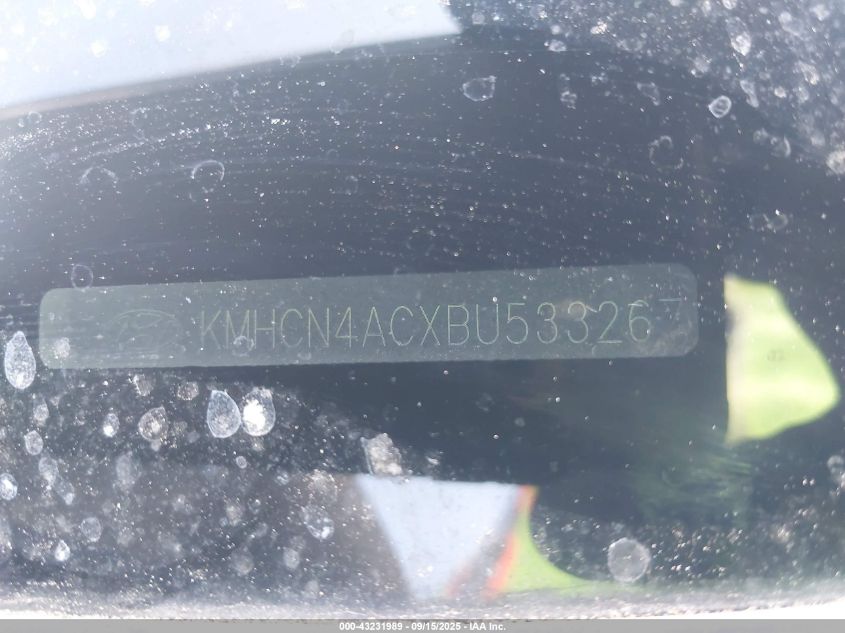 KMHCN4ACXBU533267
000-43231989 - 09/15/2025 - IAA Inc.